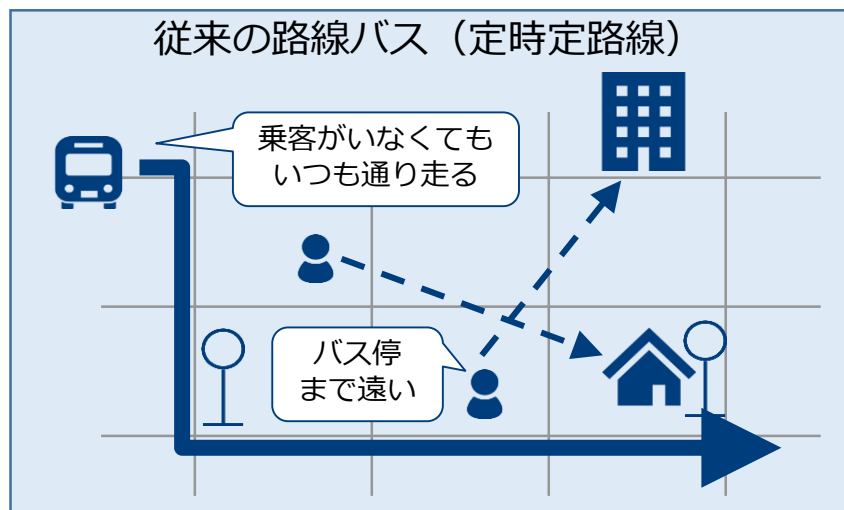 従来の路線バス（定時定路線）
乗客がいなくても
いつも通り走る
バス停
まで遠い